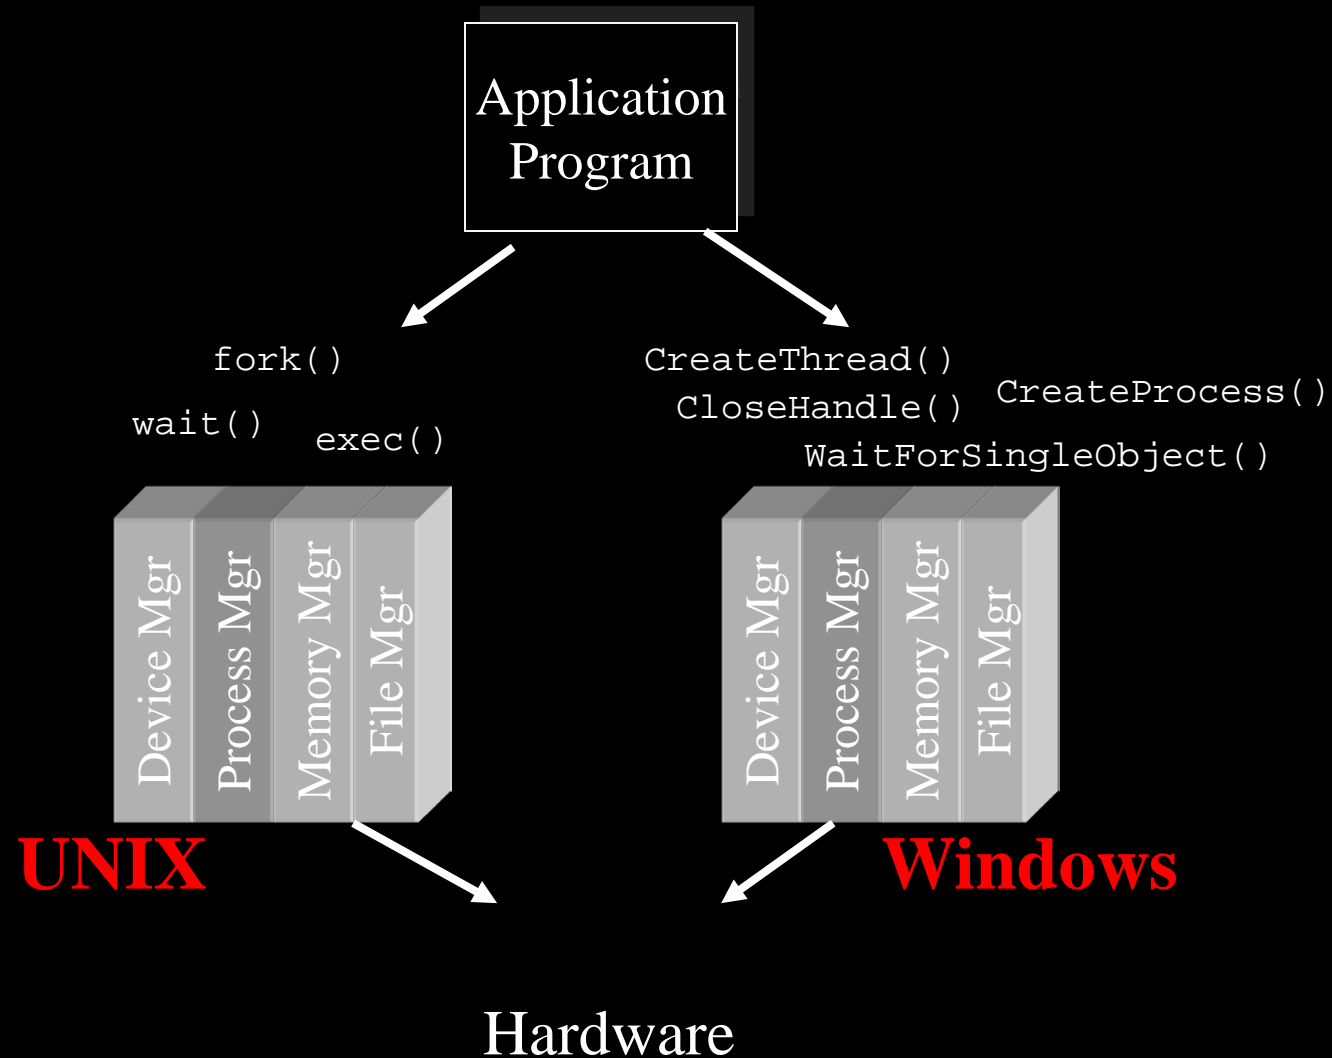 Application
Program
fork()
wait()
exec()
CreateThread()
CloseHandle()
CreateProcess()
WaitForSingleObject()
Device Mgr
Process Mgr
Memory Mgr
File Mgr
Device Mgr
Process Mgr
Memory Mgr
File Mgr
UNIX
Windows
Hardware